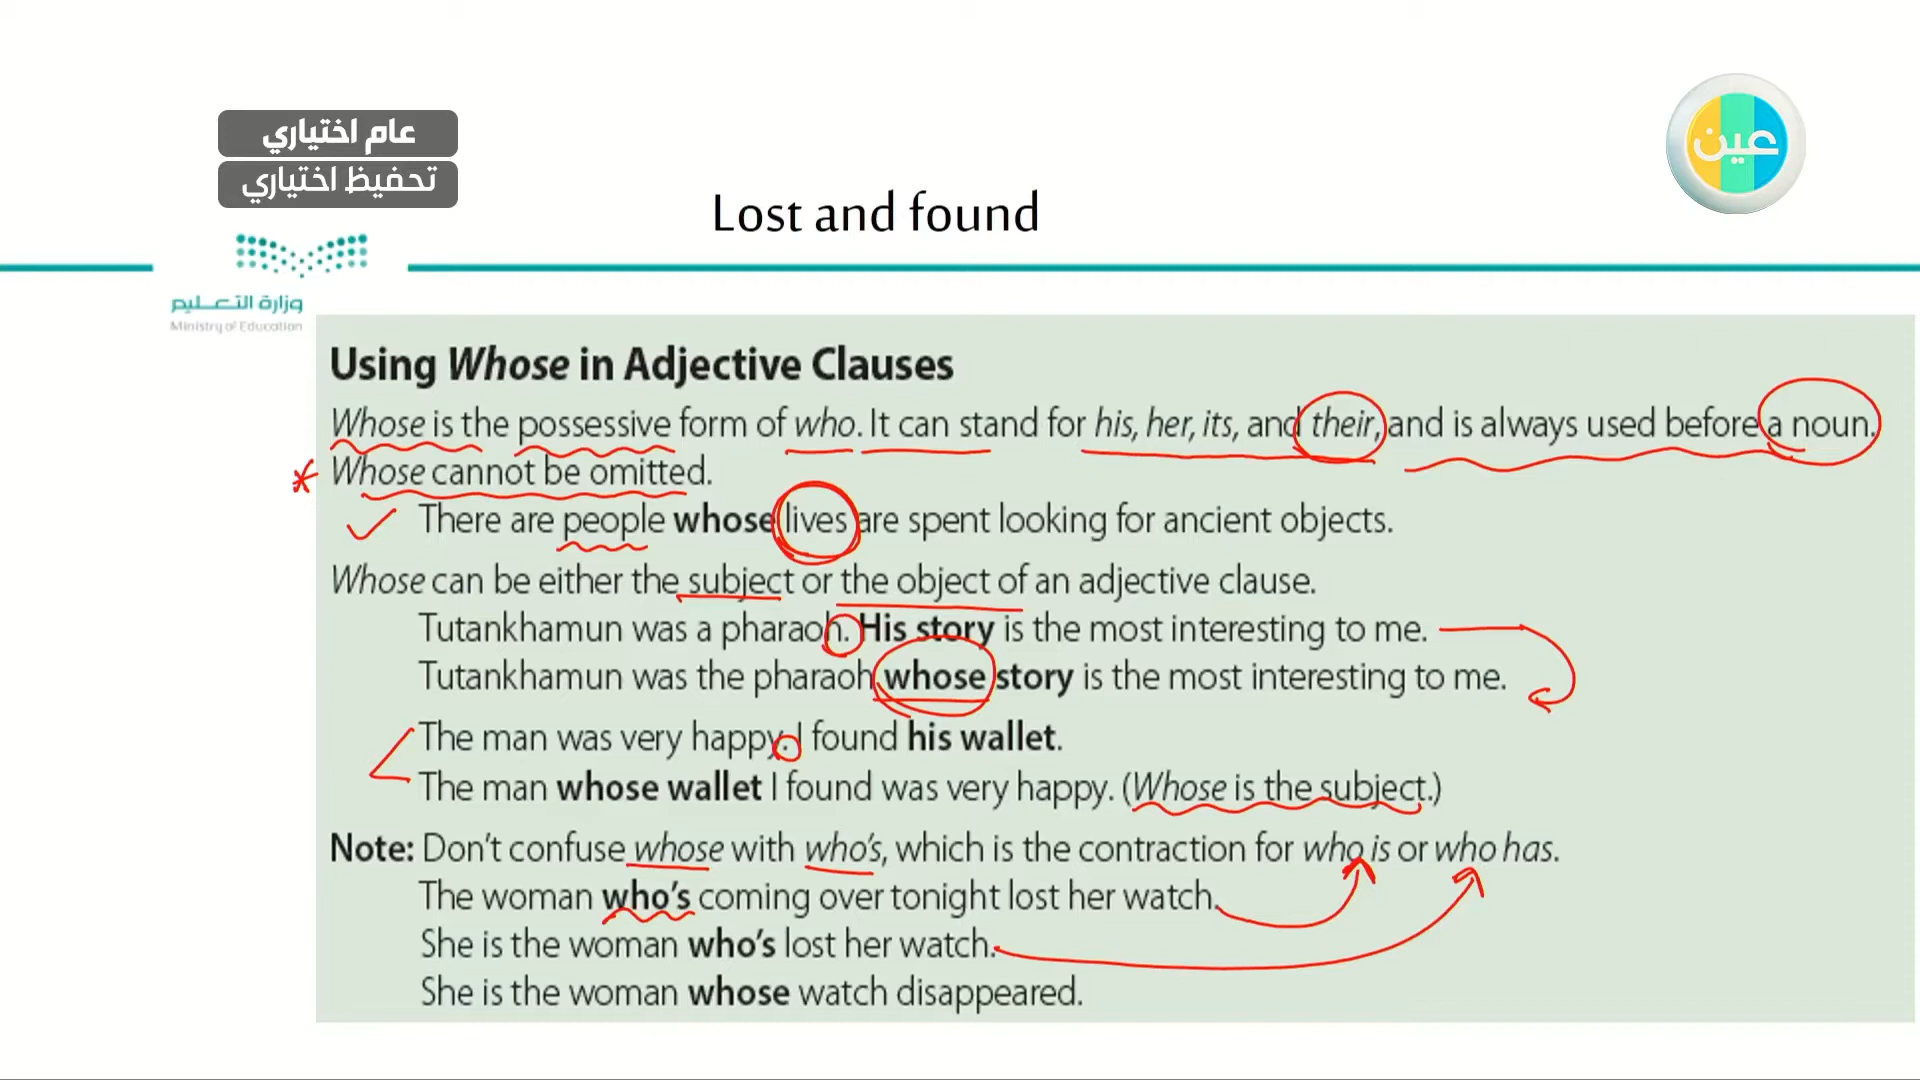 عام اختياري
تحفيظ اختياري
عين
Lost and found
وزارة التعليم
Ministry of Education
Using Whose in Adjective Clauses
Whose is the possessive form of who. It can stand for his, her, its, and their, and is always used before a noun.
Whose cannot be omitted.
There are people whose lives are spent looking for ancient objects.
Whose can be either the subject or the object of an adjective clause.
Tutankhamun was a pharaoh. His story is the most interesting to me.
Tutankhamun was the pharaoh whose story is the most interesting to me.
The man was very happy. I found his wallet.
The man whose wallet I found was very happy. (Whose is the subject.)
Note: Don't confuse whose with who's, which is the contraction for who is or who has.
The woman who's coming over tonight lost her watch.
She is the woman who's lost her watch.
She is the woman whose watch disappeared.